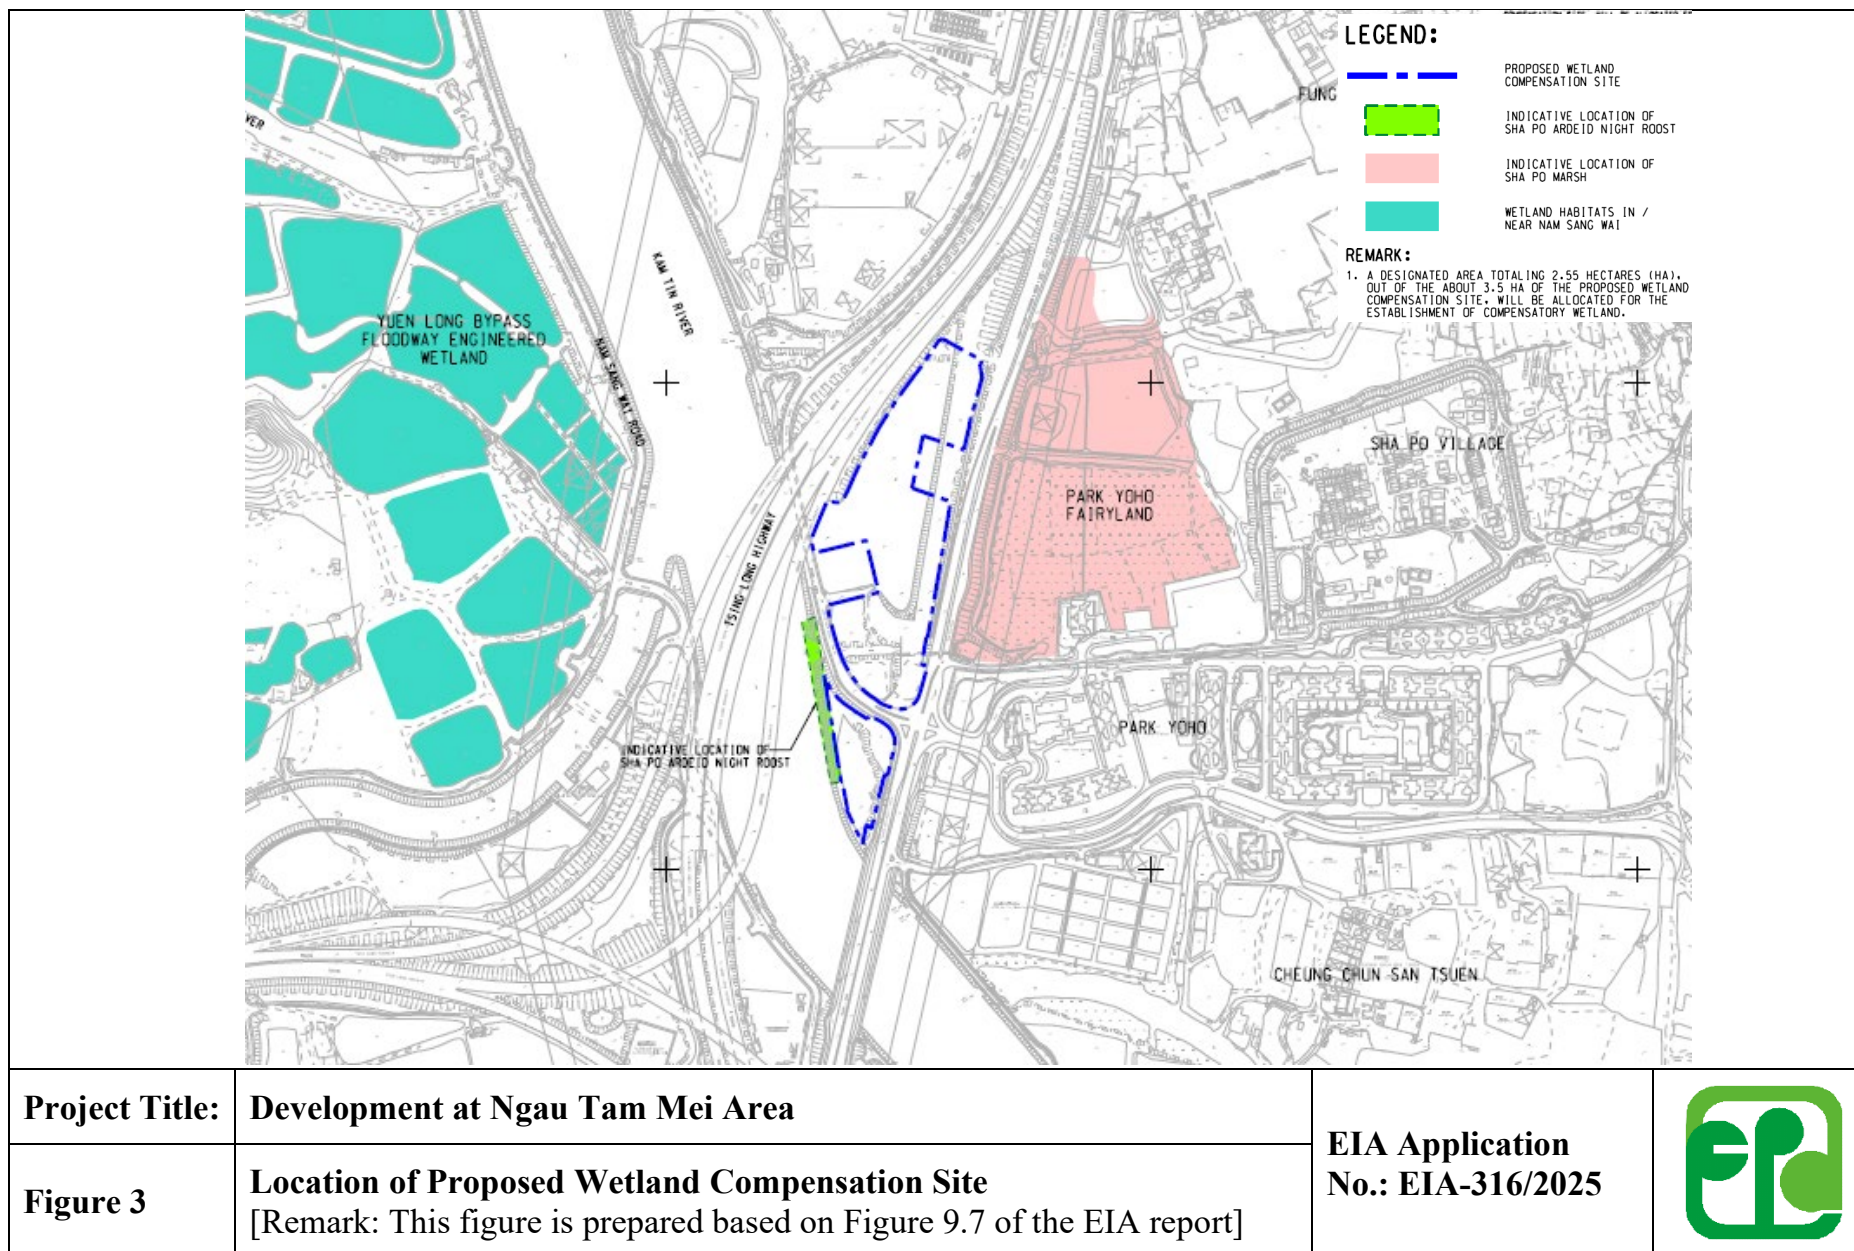 LEGEND:
PROPOSED WETLAND
COMPENSATION SITE
INDICATIVE LOCATION OF
SHA PO ARDEID NIGHT ROOST
INDICATIVE LOCATION OF
SHA PO MARSH
WETLAND HABITATS IN /
NEAR NAM SANG WAI
REMARK:
1. A DESIGNATED AREA TOTALING 2.55 HECTARES (HA),
OUT OF THE ABOUT 3.5 HA OF THE PROPOSED WETLAND
COMPENSATION SITE, WILL BE ALLOCATED FOR THE
ESTABLISHMENT OF COMPENSATORY WETLAND.
FUNG
VER
KAM TIN RIVER
YUEN LONG BYPASS
FLOODWAY ENGINEERED
WETLAND
NAM SANG WAI ROAD
SHA PO VILLAGE
PARK YOHO
FAIRYLAND
TSING LONG HIGHWAY
PARK YOHO
INDICATIVE LOCATION OF
SHA PO ARDEID NIGHT ROOST
CHEUNG CHUN SAN TSUEN
Project Title:
Development at Ngau Tam Mei Area
EIA Application
No.: EIA-316/2025
Figure 3
Location of Proposed Wetland Compensation Site
[Remark: This figure is prepared based on Figure 9.7 of the EIA report]